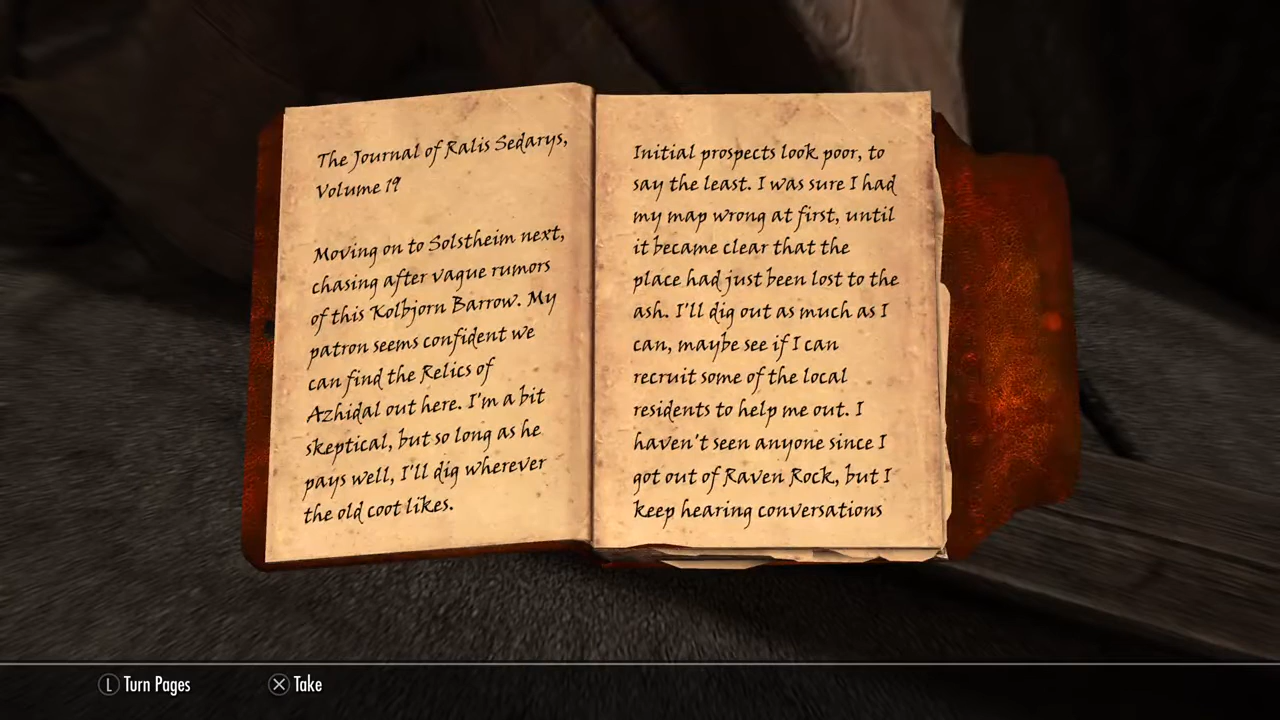 The Journal of Ralis Sedarys,
Volume 19
Moving on to Solstheim next,
chasing after vague rumors
of this Kolbjorn Barrow. My
patron seems confident we
can find the Relics of
Azhidal out here. I'm a bit
skeptical, but so long as he
pays well, I'll dig wherever
the old coot likes.
Initial prospects look poor, to
say the least. I was sure I had
my map wrong at first, until
it became clear that the
place had just been lost to the
ash. I'll dig out as much as I
can, maybe see if I can
recruit some of the local
residents to help me out. I
haven't seen anyone since I
got out of Raven Rock, but I
keep hearing conversations
L Turn Pages
X Take